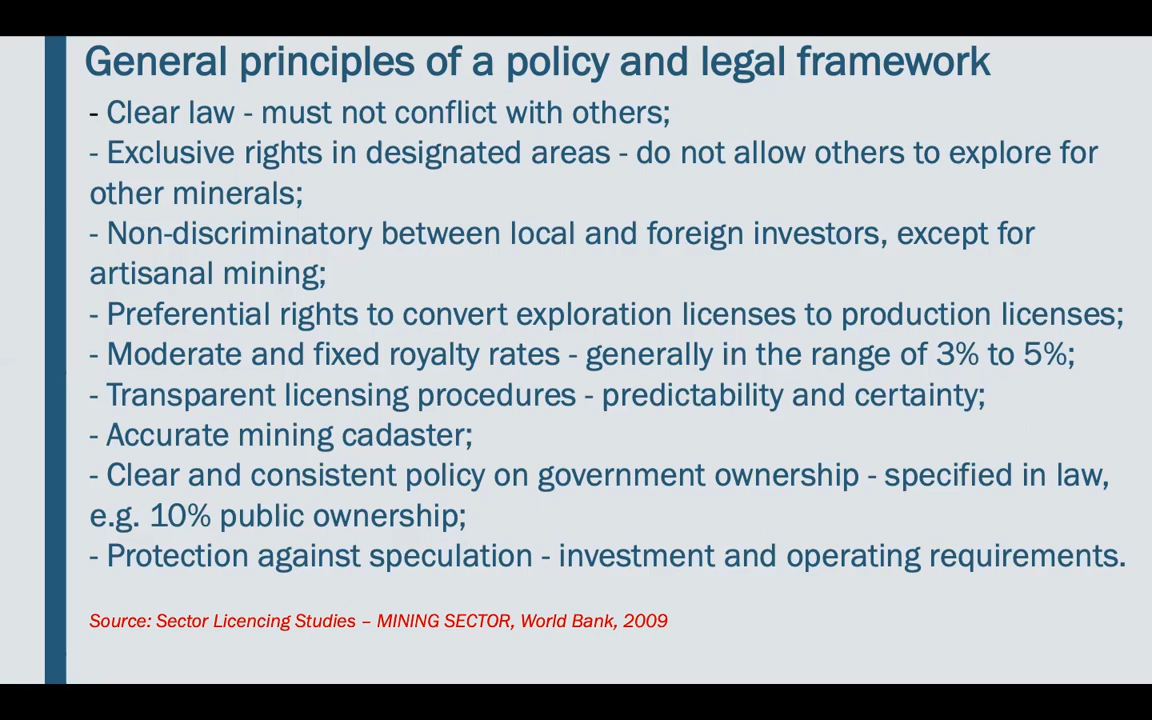 General principles of a policy and legal framework
- Clear law - must not conflict with others;
- Exclusive rights in designated areas - do not allow others to explore for
other minerals;
- Non-discriminatory between local and foreign investors, except for
artisanal mining;
- Preferential rights to convert exploration licenses to production licenses;
- Moderate and fixed royalty rates - generally in the range of 3% to 5%;
- Transparent licensing procedures - predictability and certainty;
- Accurate mining cadaster;
- Clear and consistent policy on government ownership - specified in law,
e.g. 10% public ownership;
- Protection against speculation - investment and operating requirements.
Source: Sector Licencing Studies – MINING SECTOR, World Bank, 2009